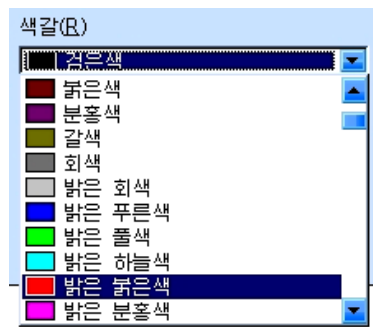 색갈(R)
검은색
붉은색
분홍색
갈색
회색
밝은 회색
밝은 푸른색
밝은 풀색
밝은 하늘색
밝은 붉은색
밝은 분홍색